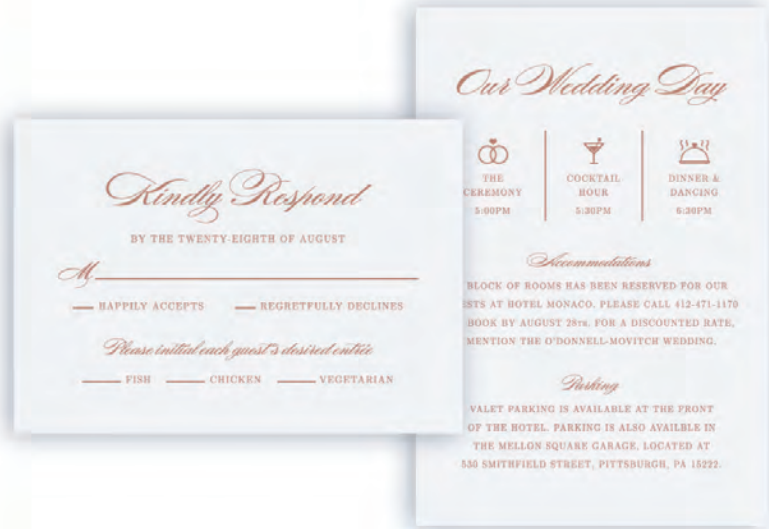 Kindly Respond
BY THE TWENTY-EIGHTH OF AUGUST
M
HAPPILY ACCEPTS REGRETFULLY DECLINES
Please initial each guest's desired entrée
FISH CHICKEN VEGETARIAN
Our Wedding Day
THE CEREMONY
5:00PM
COCKTAIL HOUR
5:30PM
DINNER & DANCING
6:30PM
Accommodations
BLOCK OF ROOMS HAS BEEN RESERVED FOR OUR
ESTS AT HOTEL MONACO. PLEASE CALL 412-471-1170
BOOK BY AUGUST 28TH. FOR A DISCOUNTED RATE,
MENTION THE O'DONNELL-MOVITCH WEDDING.
Parking
VALET PARKING IS AVAILABLE AT THE FRONT
OF THE HOTEL. PARKING IS ALSO AVAILBLE IN
THE MELLON SQUARE GARAGE, LOCATED AT
530 SMITHFIELD STREET, PITTSBURGH, PA 15222.